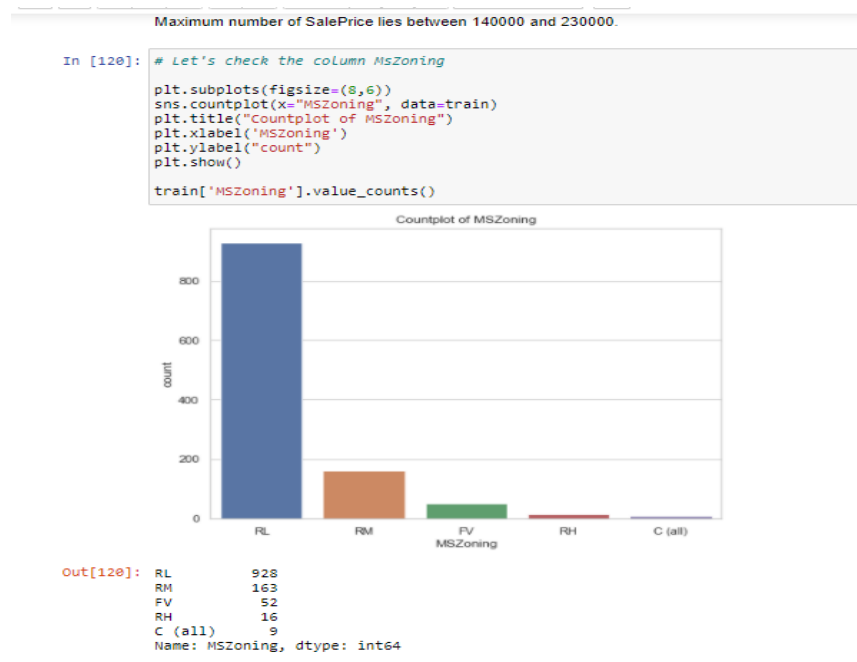 Maximum number of SalePrice lies between 140000 and 230000.
In [120]: # Let's check the column MsZoning
plt.subplots(figsize=(8,6))
sns.countplot(x="MSZoning", data=train)
plt.title("Countplot of MSZoning")
plt.xlabel('MSZoning')
plt.ylabel("count")
plt.show()
train['MSZoning'].value_counts()
Countplot of MSZoning
800
600
400
200
0
count
RL RM FV RH C (all)
MSZoning
Out[120]: RL 928
RM 163
FV 52
RH 16
C (all) 9
Name: MSZoning, dtype: int64